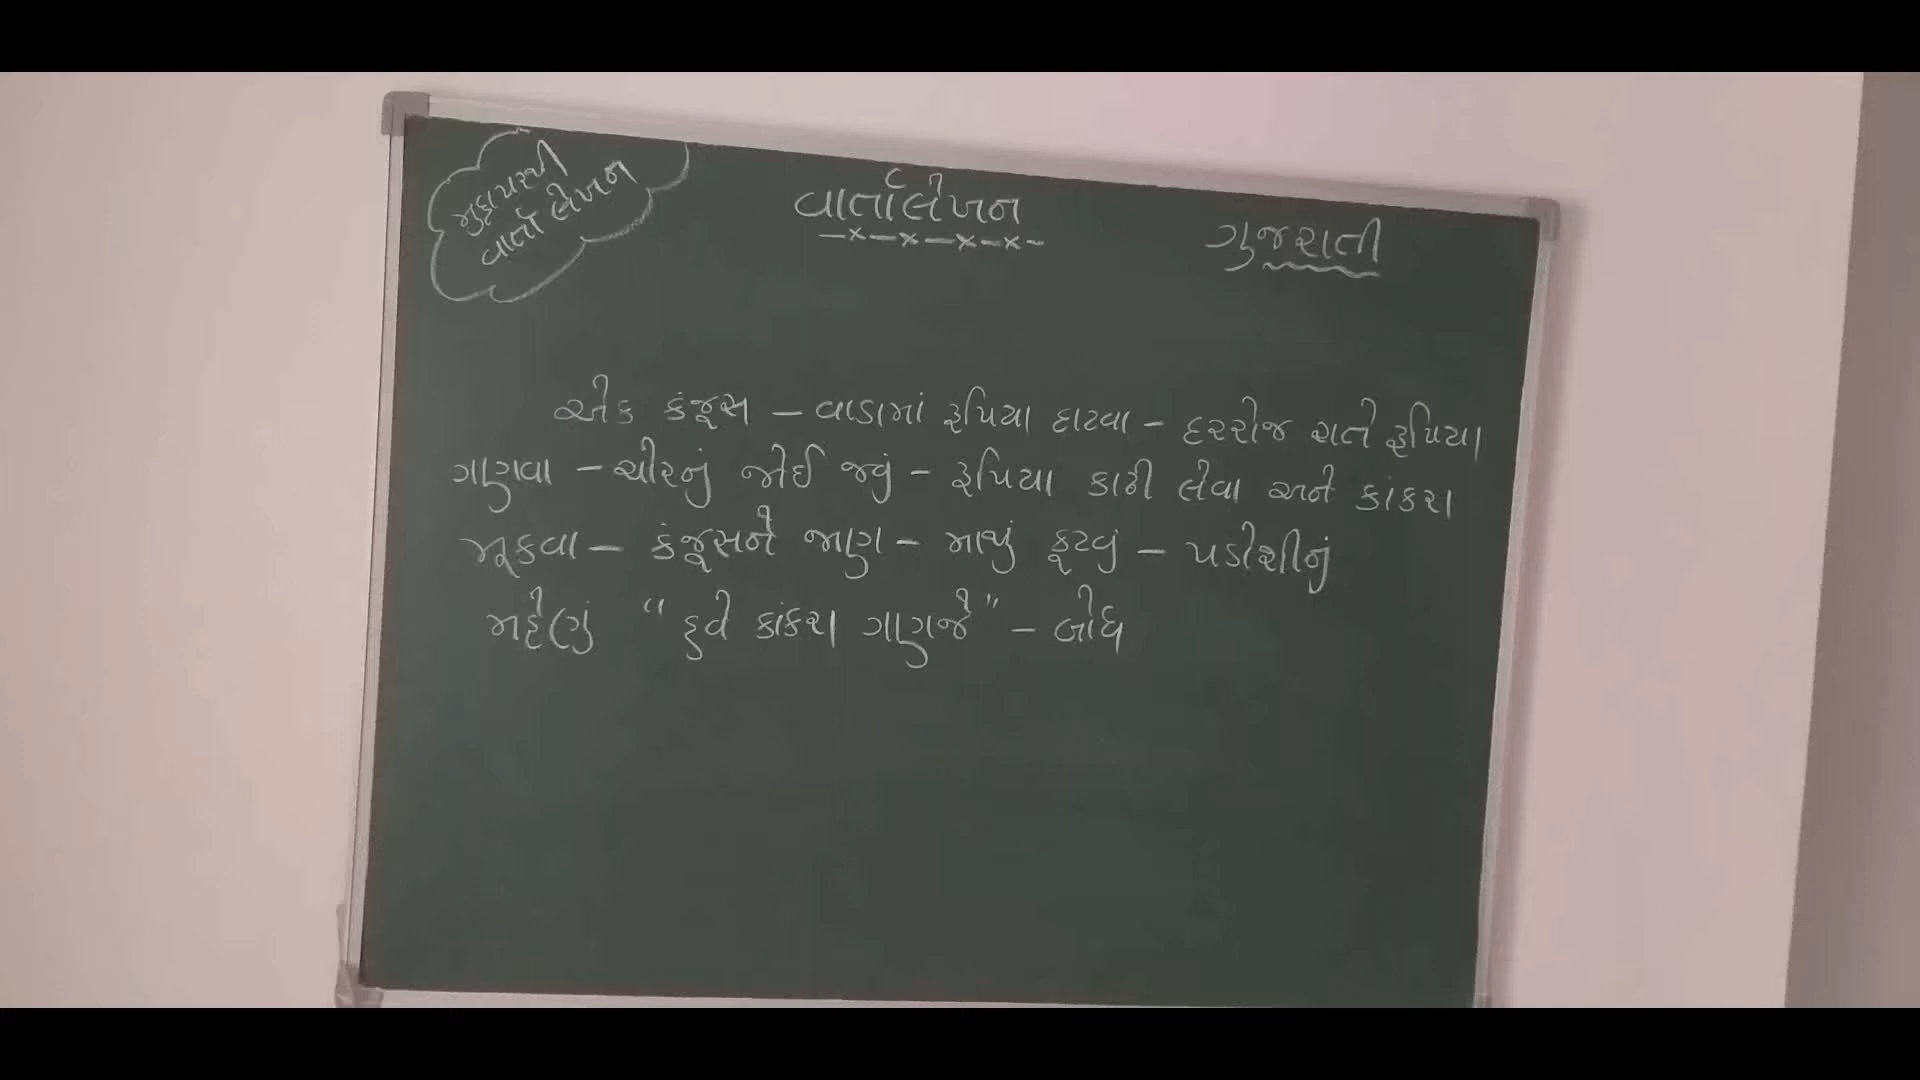 મુદ્દા પરથી
વાર્તા લેખન
વાર્તાલેખન
ગુજરાતી
એક કંજૂસ – વાડામાં રૂપિયા દાટવા – દરરોજ રાતે રૂપિયા
ગણવા – ચોરનું જોઈ જવું – રૂપિયા કાઢી લેવા અને કાંકરા
મૂકવા – કંજૂસને જાણ – માથું કૂટવું – પડોશીનું
મહેણું “હવે કાંકરા ગણજે” – બોધ